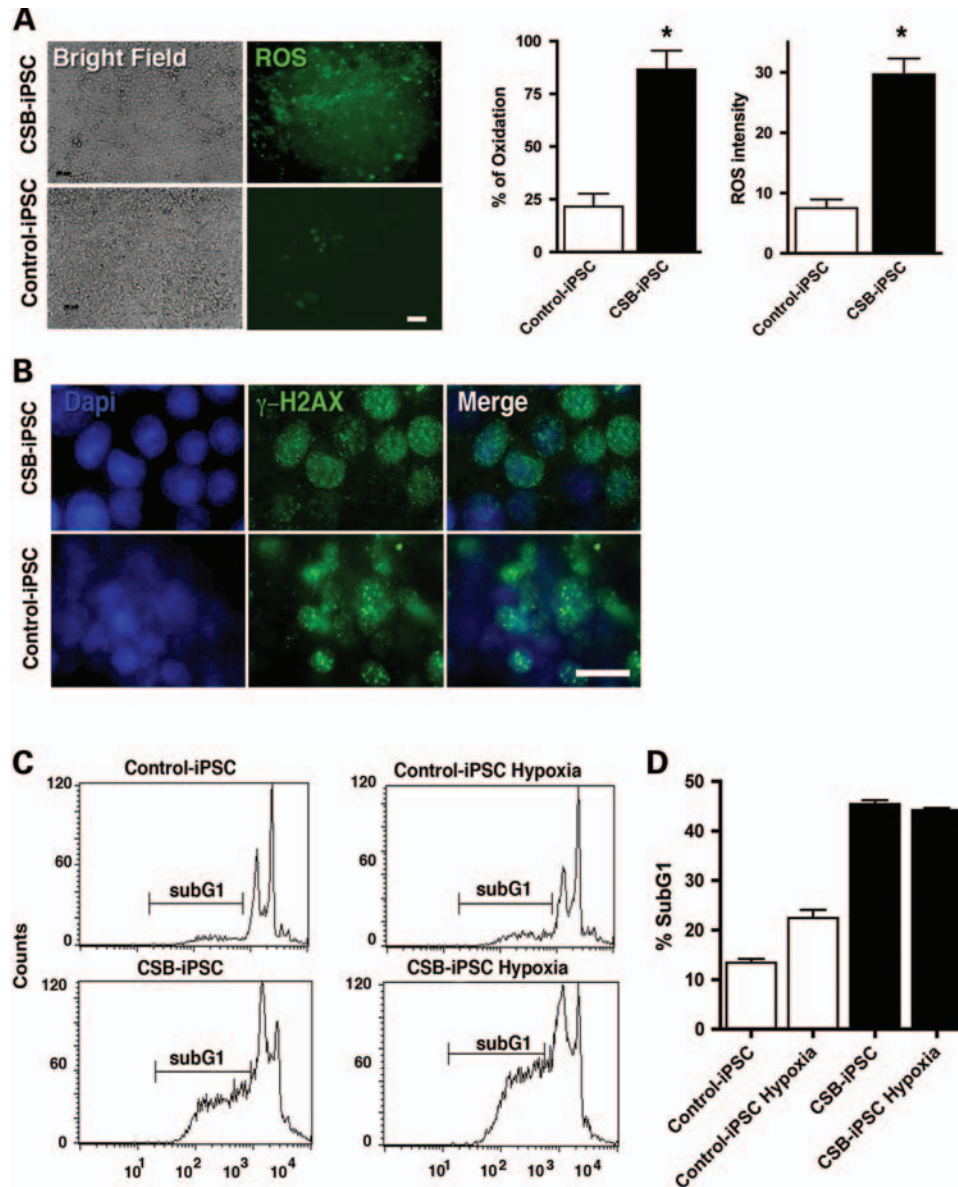 A
Bright Field
ROS
CSB-iPSC
Control-iPSC
% of Oxidation
100
75
50
25
0
*
Control-iPSC
CSB-iPSC
ROS intensity
30
20
10
0
*
Control-iPSC
CSB-iPSC
B
Dapi
γ–H2AX
Merge
CSB-iPSC
Control-iPSC
C
Counts
Control-iPSC
120
60
0
subG1
Control-iPSC Hypoxia
120
60
0
subG1
CSB-iPSC
120
60
0
subG1
10¹ 10² 10³ 10⁴
CSB-iPSC Hypoxia
120
60
0
subG1
10¹ 10² 10³ 10⁴
D
% SubG1
50
40
30
20
10
0
Control-iPSC
Control-iPSC Hypoxia
CSB-iPSC
CSB-iPSC Hypoxia